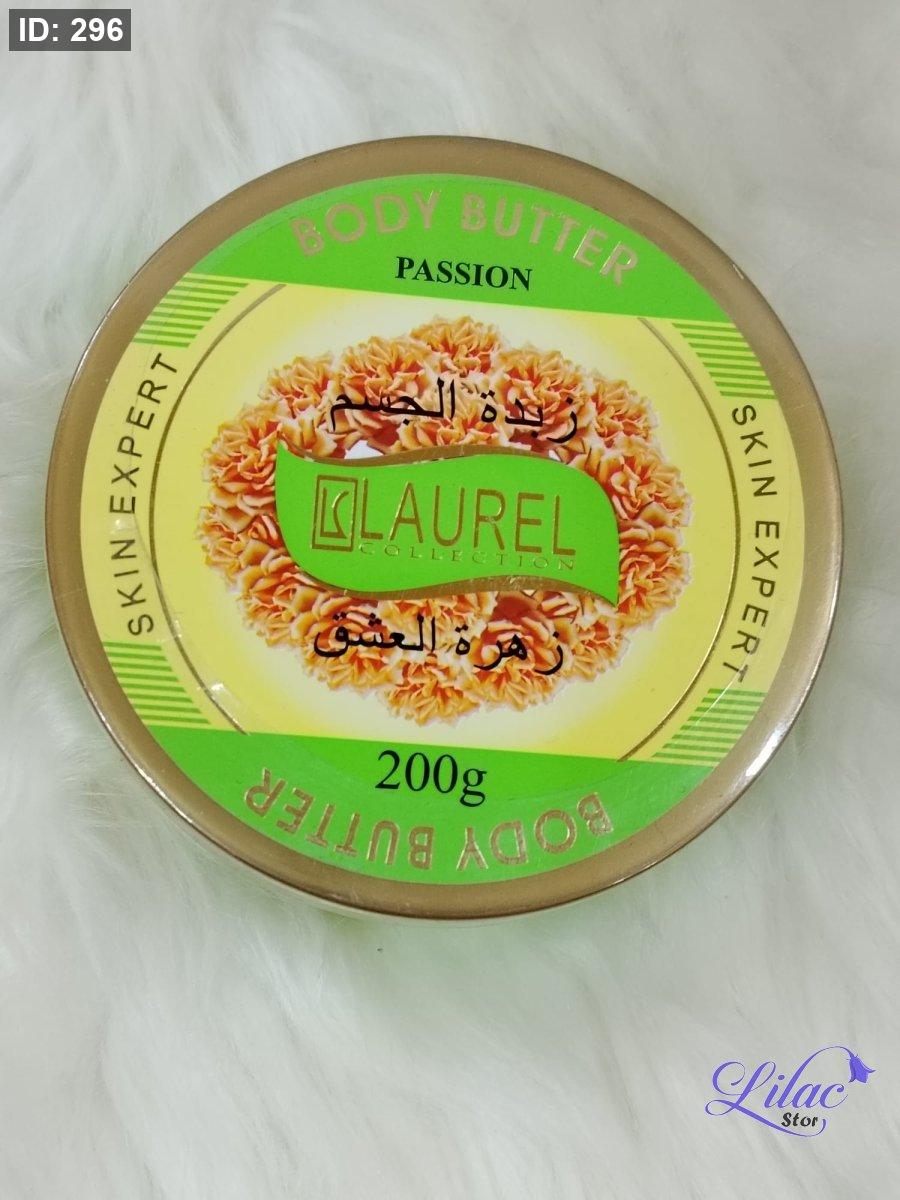 ID: 296
BODY BUTTER
PASSION
زبدة الجسم
SKIN EXPERT
SKIN EXPERT
LAUREL
COLLECTION
زهرة العشق
200g
BODY BUTTER
Lilac
Stor